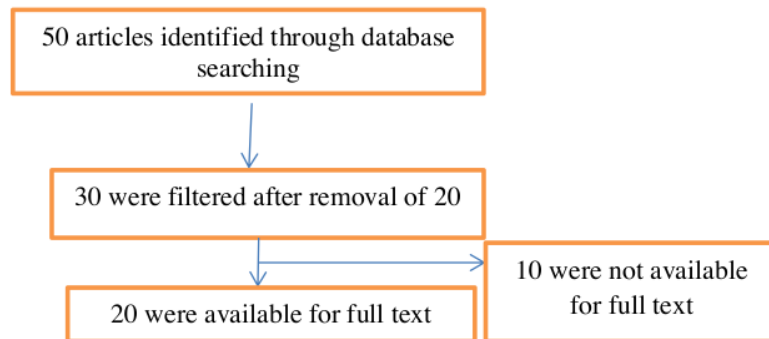 50 articles identified through database
searching
30 were filtered after removal of 20
10 were not available
for full text
20 were available for full text